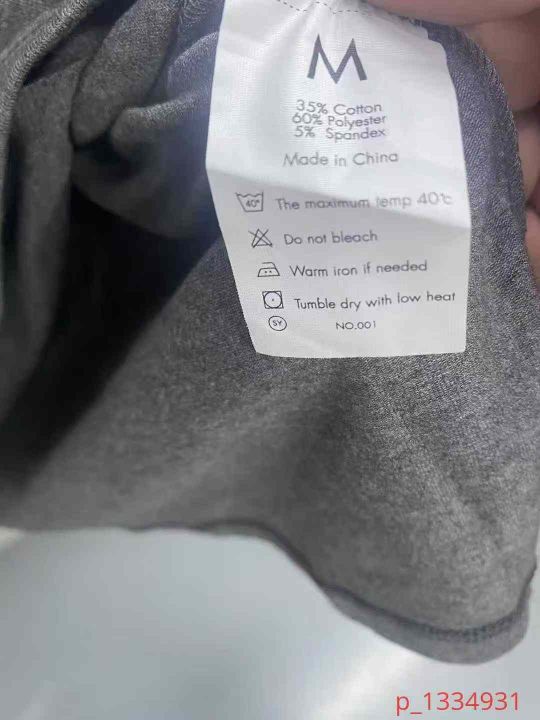 M
35% Cotton
60% Polyester
5% Spandex
Made in China
40° The maximum temp 40℃
Do not bleach
Warm iron if needed
Tumble dry with low heat
SY NO.001
p_1334931